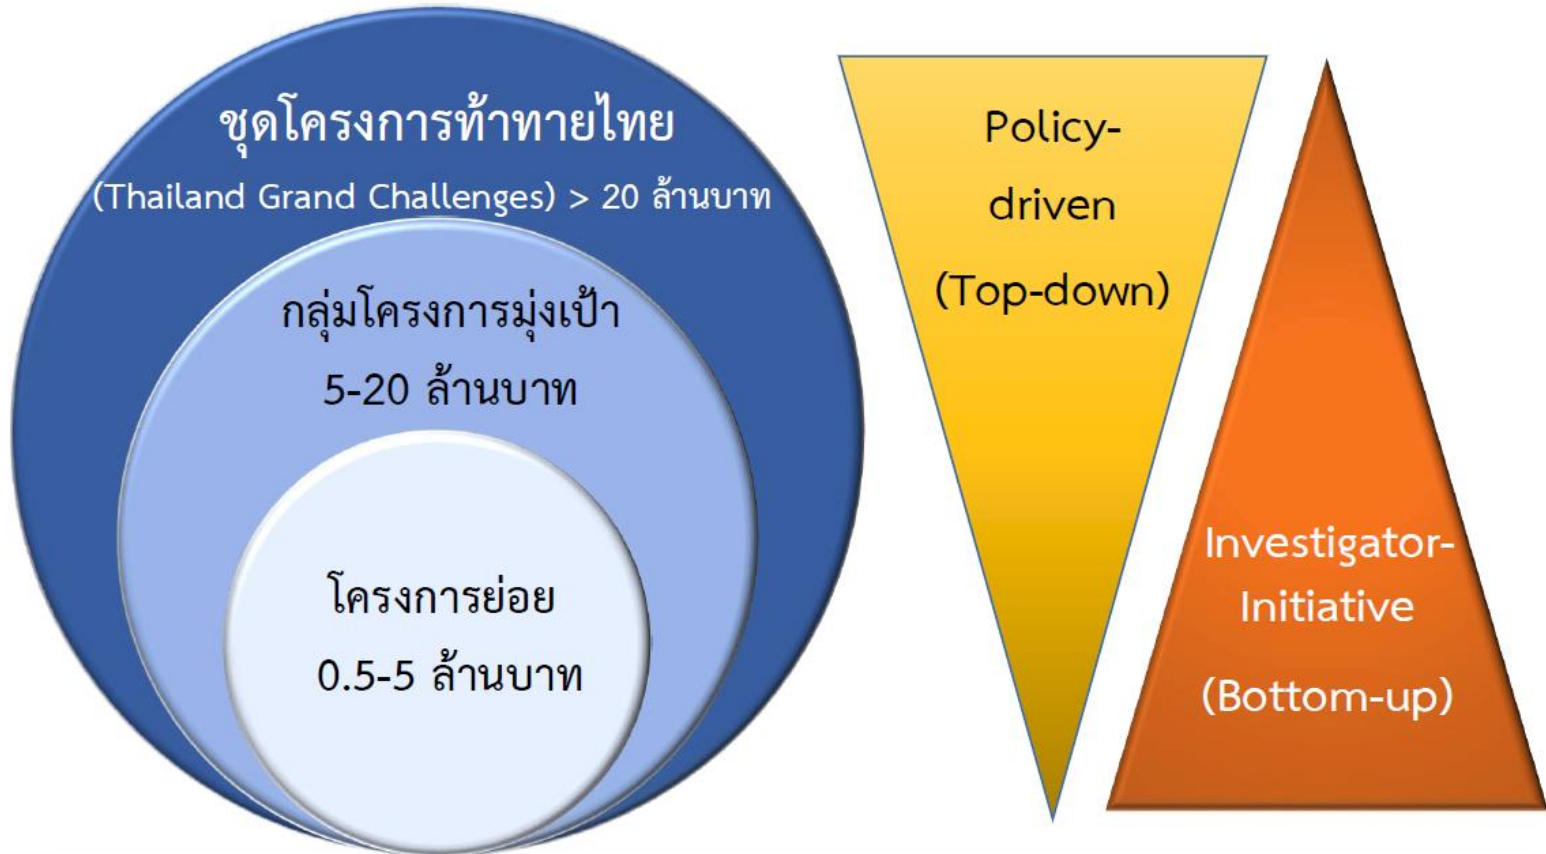 ชุดโครงการท้าทายไทย
(Thailand Grand Challenges) > 20 ล้านบาท
กลุ่มโครงการมุ่งเป้า
5-20 ล้านบาท
โครงการย่อย
0.5-5 ล้านบาท
Policy-
driven
(Top-down)
Investigator-
Initiative
(Bottom-up)